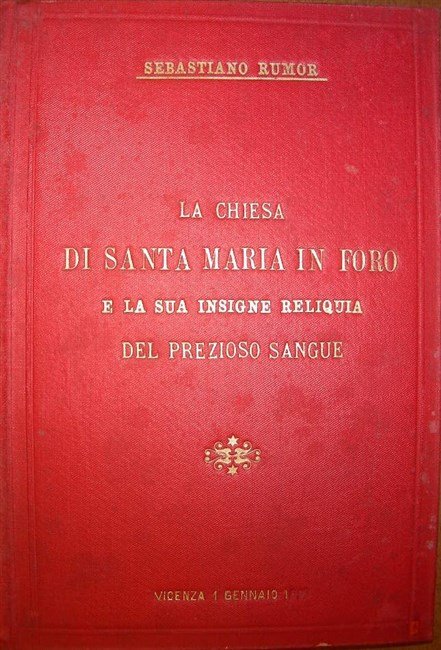 SEBASTIANO RUMOR
LA CHIESA
DI SANTA MARIA IN FORO
E LA SUA INSIGNE RELIQUIA
DEL PREZIOSO SANGUE
VICENZA 1 GENNAIO